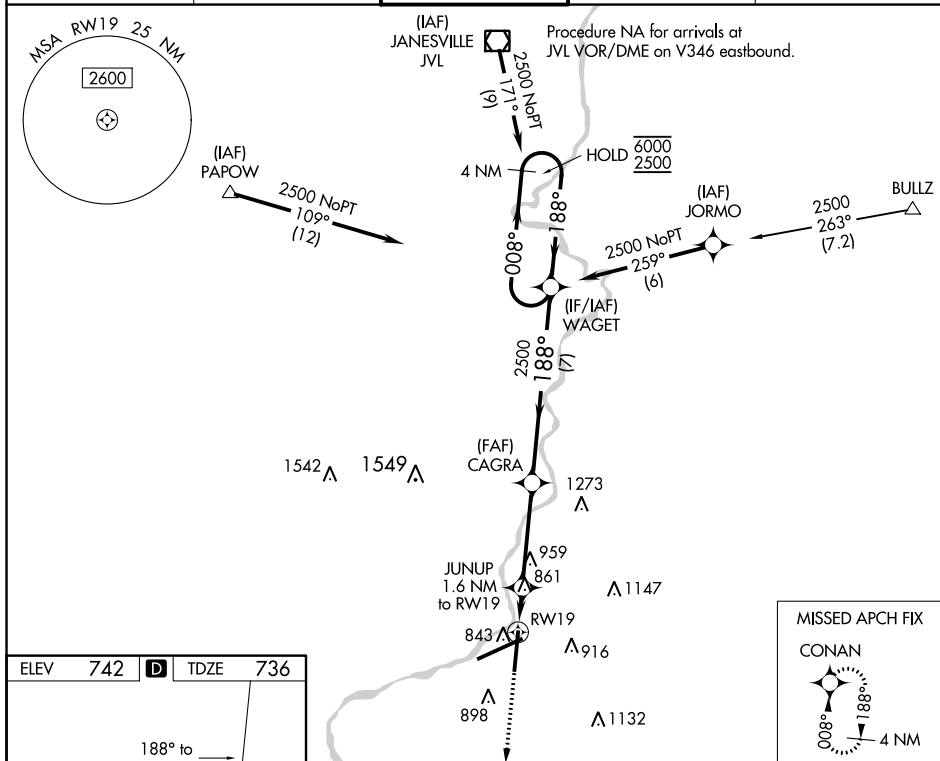 MSA RW19 25 NM
2600
(IAF)
JANESVILLE
JVL
Procedure NA for arrivals at
JVL VOR/DME on V346 eastbound.
2500 NoPT
171°
(9)
(IAF)
PAPOW
2500 NoPT
109°
(12)
4 NM
HOLD
6000
2500
008°
188°
(IAF)
JORMO
BULLZ
2500
263°
(7.2)
2500 NoPT
259°
(6)
(IF/IAF)
WAGET
2500
188°
(7)
1542
1549
(FAF)
CAGRA
1273
959
861
JUNUP
1.6 NM
to RW19
1147
RW19
843
916
898
1132
MISSED APCH FIX
CONAN
008°
188°
4 NM
ELEV 742 D TDZE 736
188° to